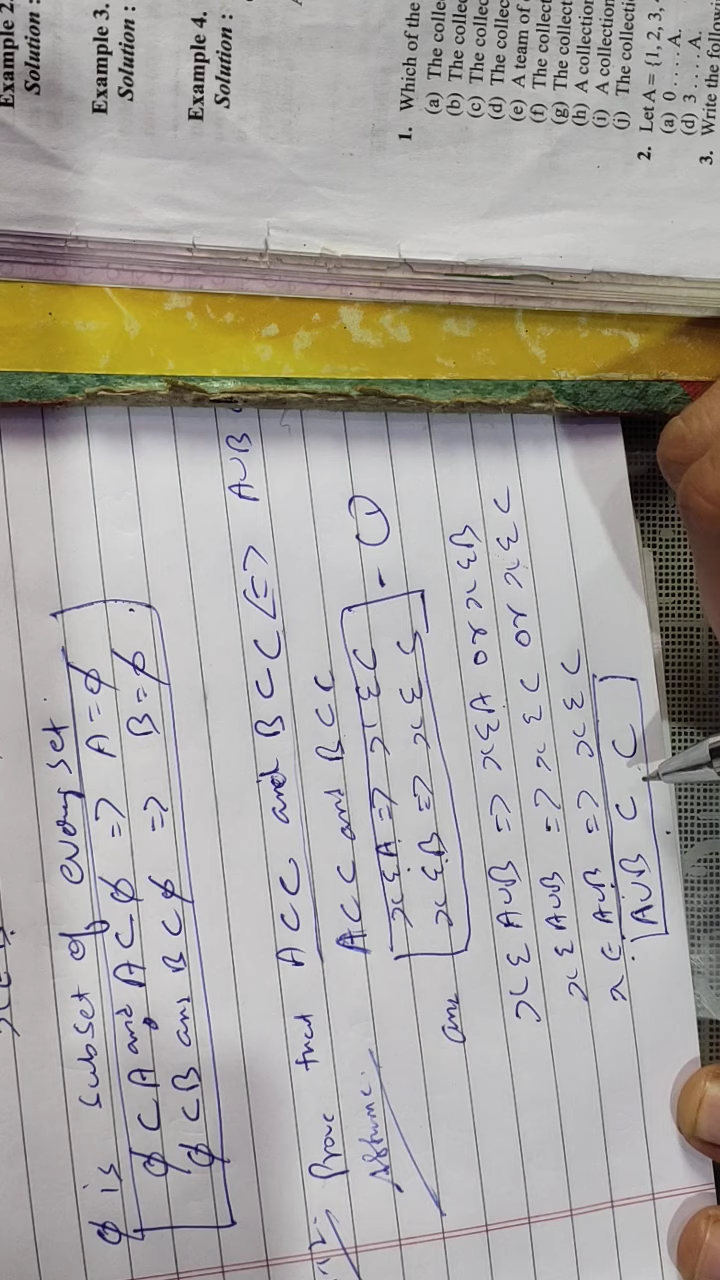 ϕ is subset of every set
ϕ ⊂ A and A ⊂ ϕ => A = ϕ
ϕ ⊂ B and B ⊂ ϕ => B = ϕ.
Prove that A ⊂ C and B ⊂ C <=> A∪B
Assume. A ⊂ C and B ⊂ C
x ∈ A => x ∈ C
- ①
x ∈ B => x ∈ C
x ∈ A∪B => x ∈ A or x ∈ B
x ∈ A∪B => x ∈ C or x ∈ C
x ∈ A∪B => x ∈ C
∴ A∪B ⊂ C
Example 2.
Solution :
Example 3.
Solution :
Example 4.
Solution :
1. Which of the
(a) The colle
(b) The collec
(c) The collec
(d) The collec
(e) A team of
(f) The collect
(g) The collect
(h) A collection
(i) A collection
(j) The collecti
2. Let A = {1, 2, 3,
(a) 0 ..... A.
(d) 3 ..... A.
3. Write the followi